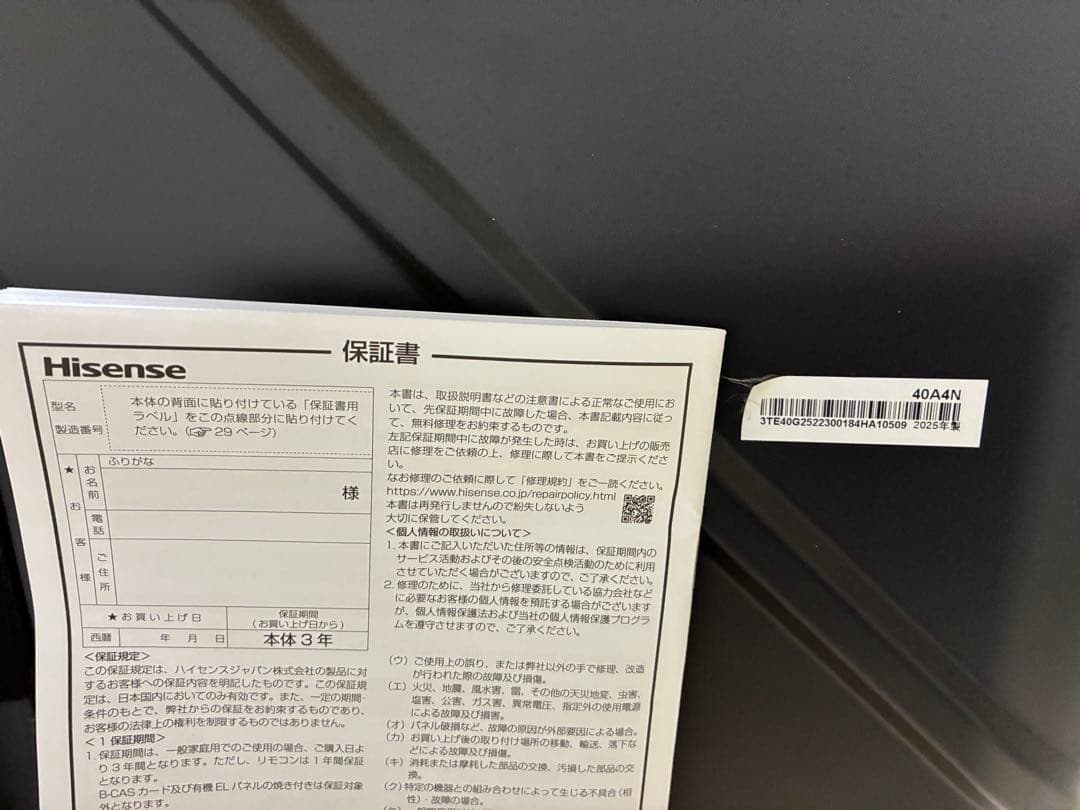 保証書
Hisense
型名
製造番号
本体の背面に貼り付けている「保証書用
ラベル」をこの点線部分に貼り付けてく
ださい。(☞29ページ)
★お客様
ふりがな
お名前
様
電話
ご住所
★お買い上げ日
保証期間
(お買い上げ日から)
西暦 年 月 日
本体3年
<保証規定>
この保証規定は、ハイセンスジャパン株式会社の製品に対
するお客様への保証内容を明記したものです。この保証規
定は、日本国内においてのみ有効です。また、一定の期間・
条件のもとで、弊社からの保証をお約束するものであり、
お客様の法律上の権利を制限するものではありません。
<1 保証期間>
1. 保証期間は、一般家庭用でのご使用の場合、ご購入日よ
り3年間となります。ただし、リモコンは1年間保証
となります。
B-CASカード及び有機ELパネルの焼き付きは保証対象
外となります。
本書は、取扱説明書などの注意書による正常なご使用にお
いて、先保証期間中に故障した場合、本書記載内容に従っ
て、無料修理をお約束するものです。
左記保証期間中に故障が発生した時は、お買い上げの販売
店に修理をご依頼の上、修理に際して本書をご提示くださ
い。
なお修理のご依頼に際して「修理規約」をご一読ください。
https://www.hisense.co.jp/repairpolicy.html
本書は再発行しませんので紛失しないよう
大切に保管してください。
<個人情報の取扱いについて>
1. 本書にご記入いただいた住所等の情報は、保証期間内の
サービス活動およびその後の安全点検活動のために利用
させていただく場合がございますので、ご了承ください。
2. 修理のために、当社から修理委託している協力会社など
に必要なお客様の個人情報を預託する場合がございます
が、個人情報保護法および当社の個人情報保護プログラ
ムを遵守させますので、ご了承ください。
(ウ) ご使用上の誤り、または弊社以外の手で修理、改造
が行われた際の故障及び損傷。
(エ) 火災、地震、風水害、雷、その他の天災地変、虫害、
塩害、公害、ガス害、異常電圧、指定外の使用電源
による故障及び損害。
(オ) パネル破損など、故障の原因が外部要因による場合。
(カ) お買い上げ後の取り付け場所の移動、輸送、落下な
どによる故障及び損傷。
(キ) 消耗または摩耗した部品の交換、汚損した部品の交
換。
(ク) 特定の機器との組み合わせによって生じる不具合(相
性)・故障の場合。
40A4N
3TE40G2522300184HA10509 2025年製